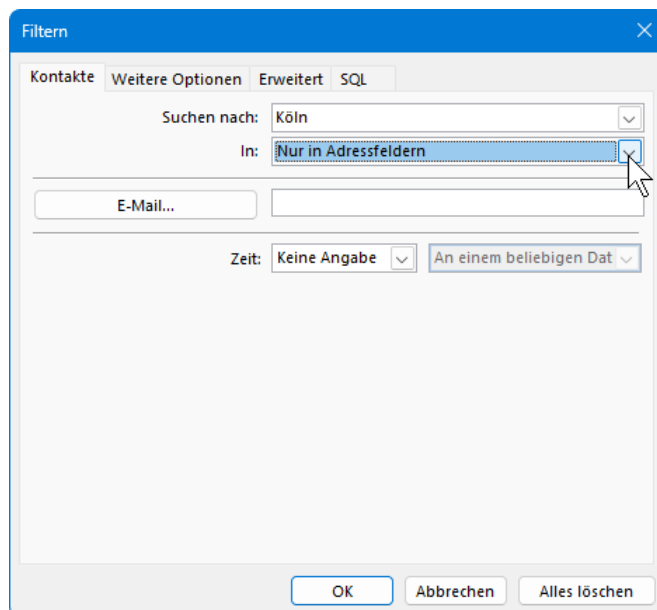 Filtern
Kontakte Weitere Optionen Erweitert SQL
Suchen nach: Köln
In: Nur in Adressfeldern
E-Mail...
Zeit: Keine Angabe An einem beliebigen Dat
OK Abbrechen Alles löschen